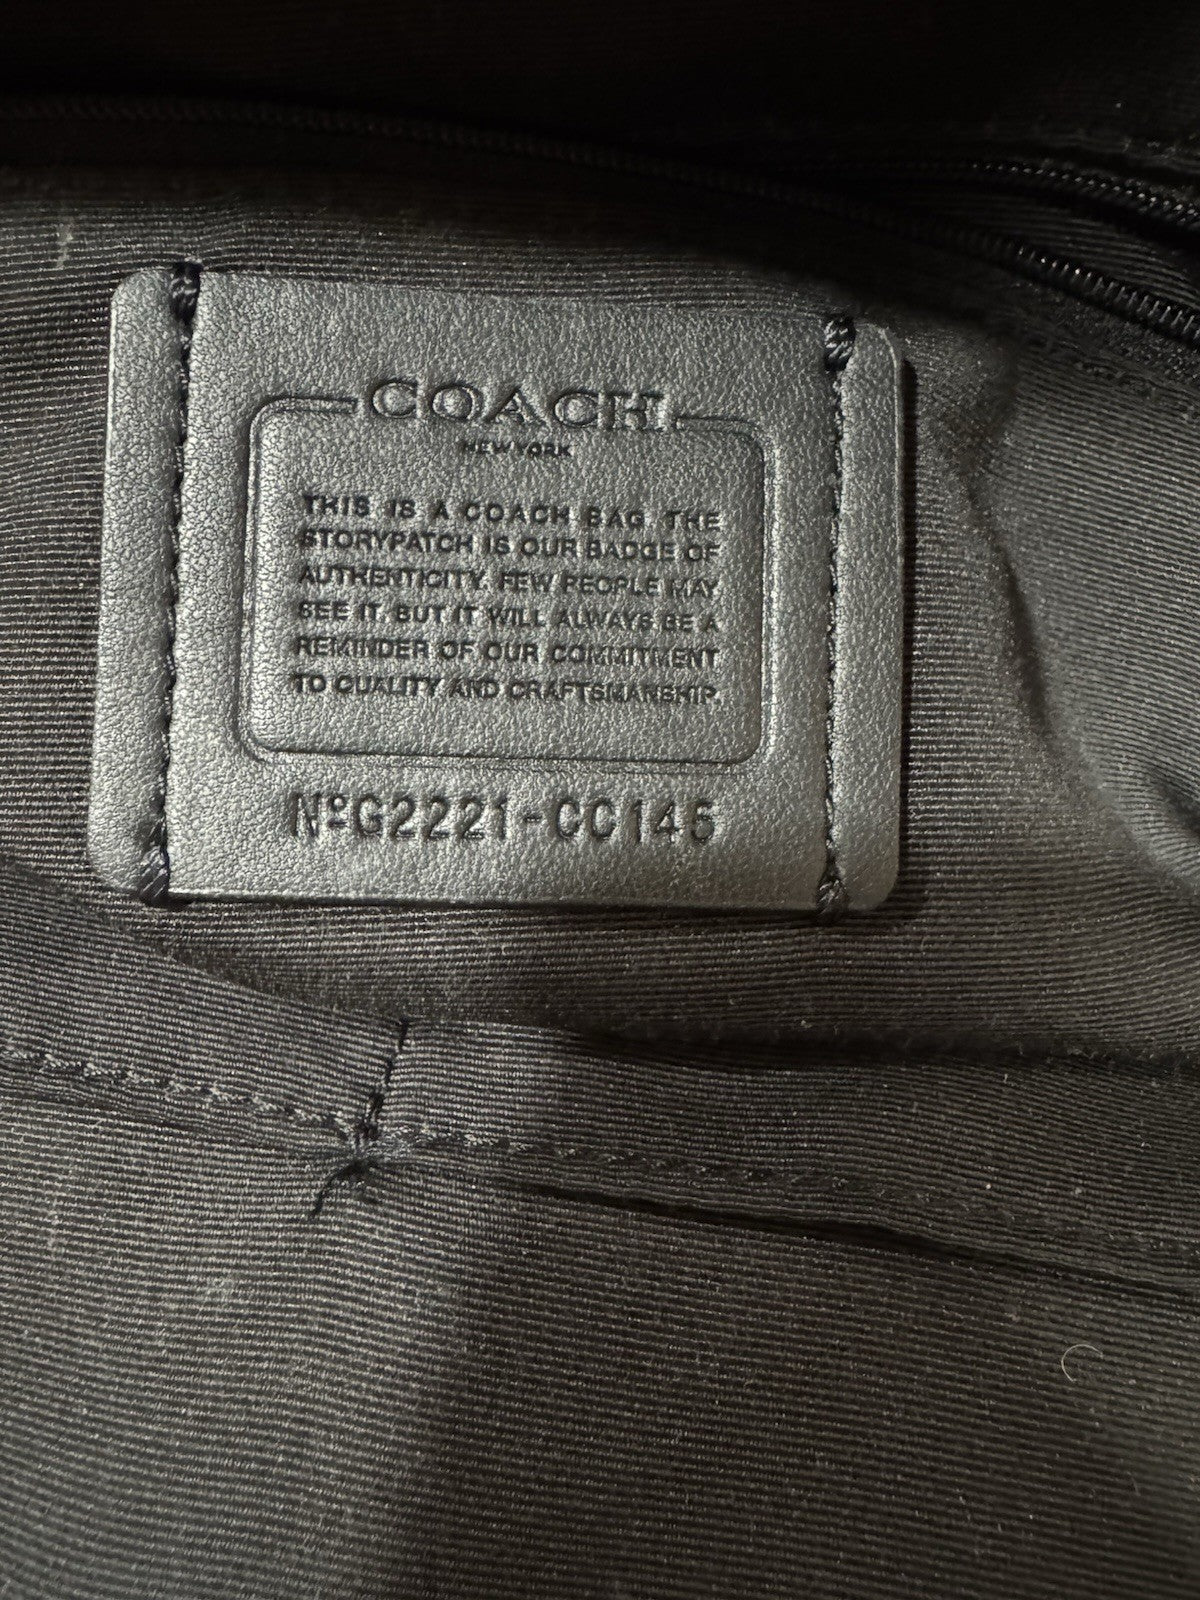 COACH
NEW YORK
THIS IS A COACH BAG. THE
STORYPATCH IS OUR BADGE OF
AUTHENTICITY. FEW PEOPLE MAY
SEE IT. BUT IT WILL ALWAYS BE A
REMINDER OF OUR COMMITMENT
TO QUALITY AND CRAFTSMANSHIP.
NºG2221-CC145